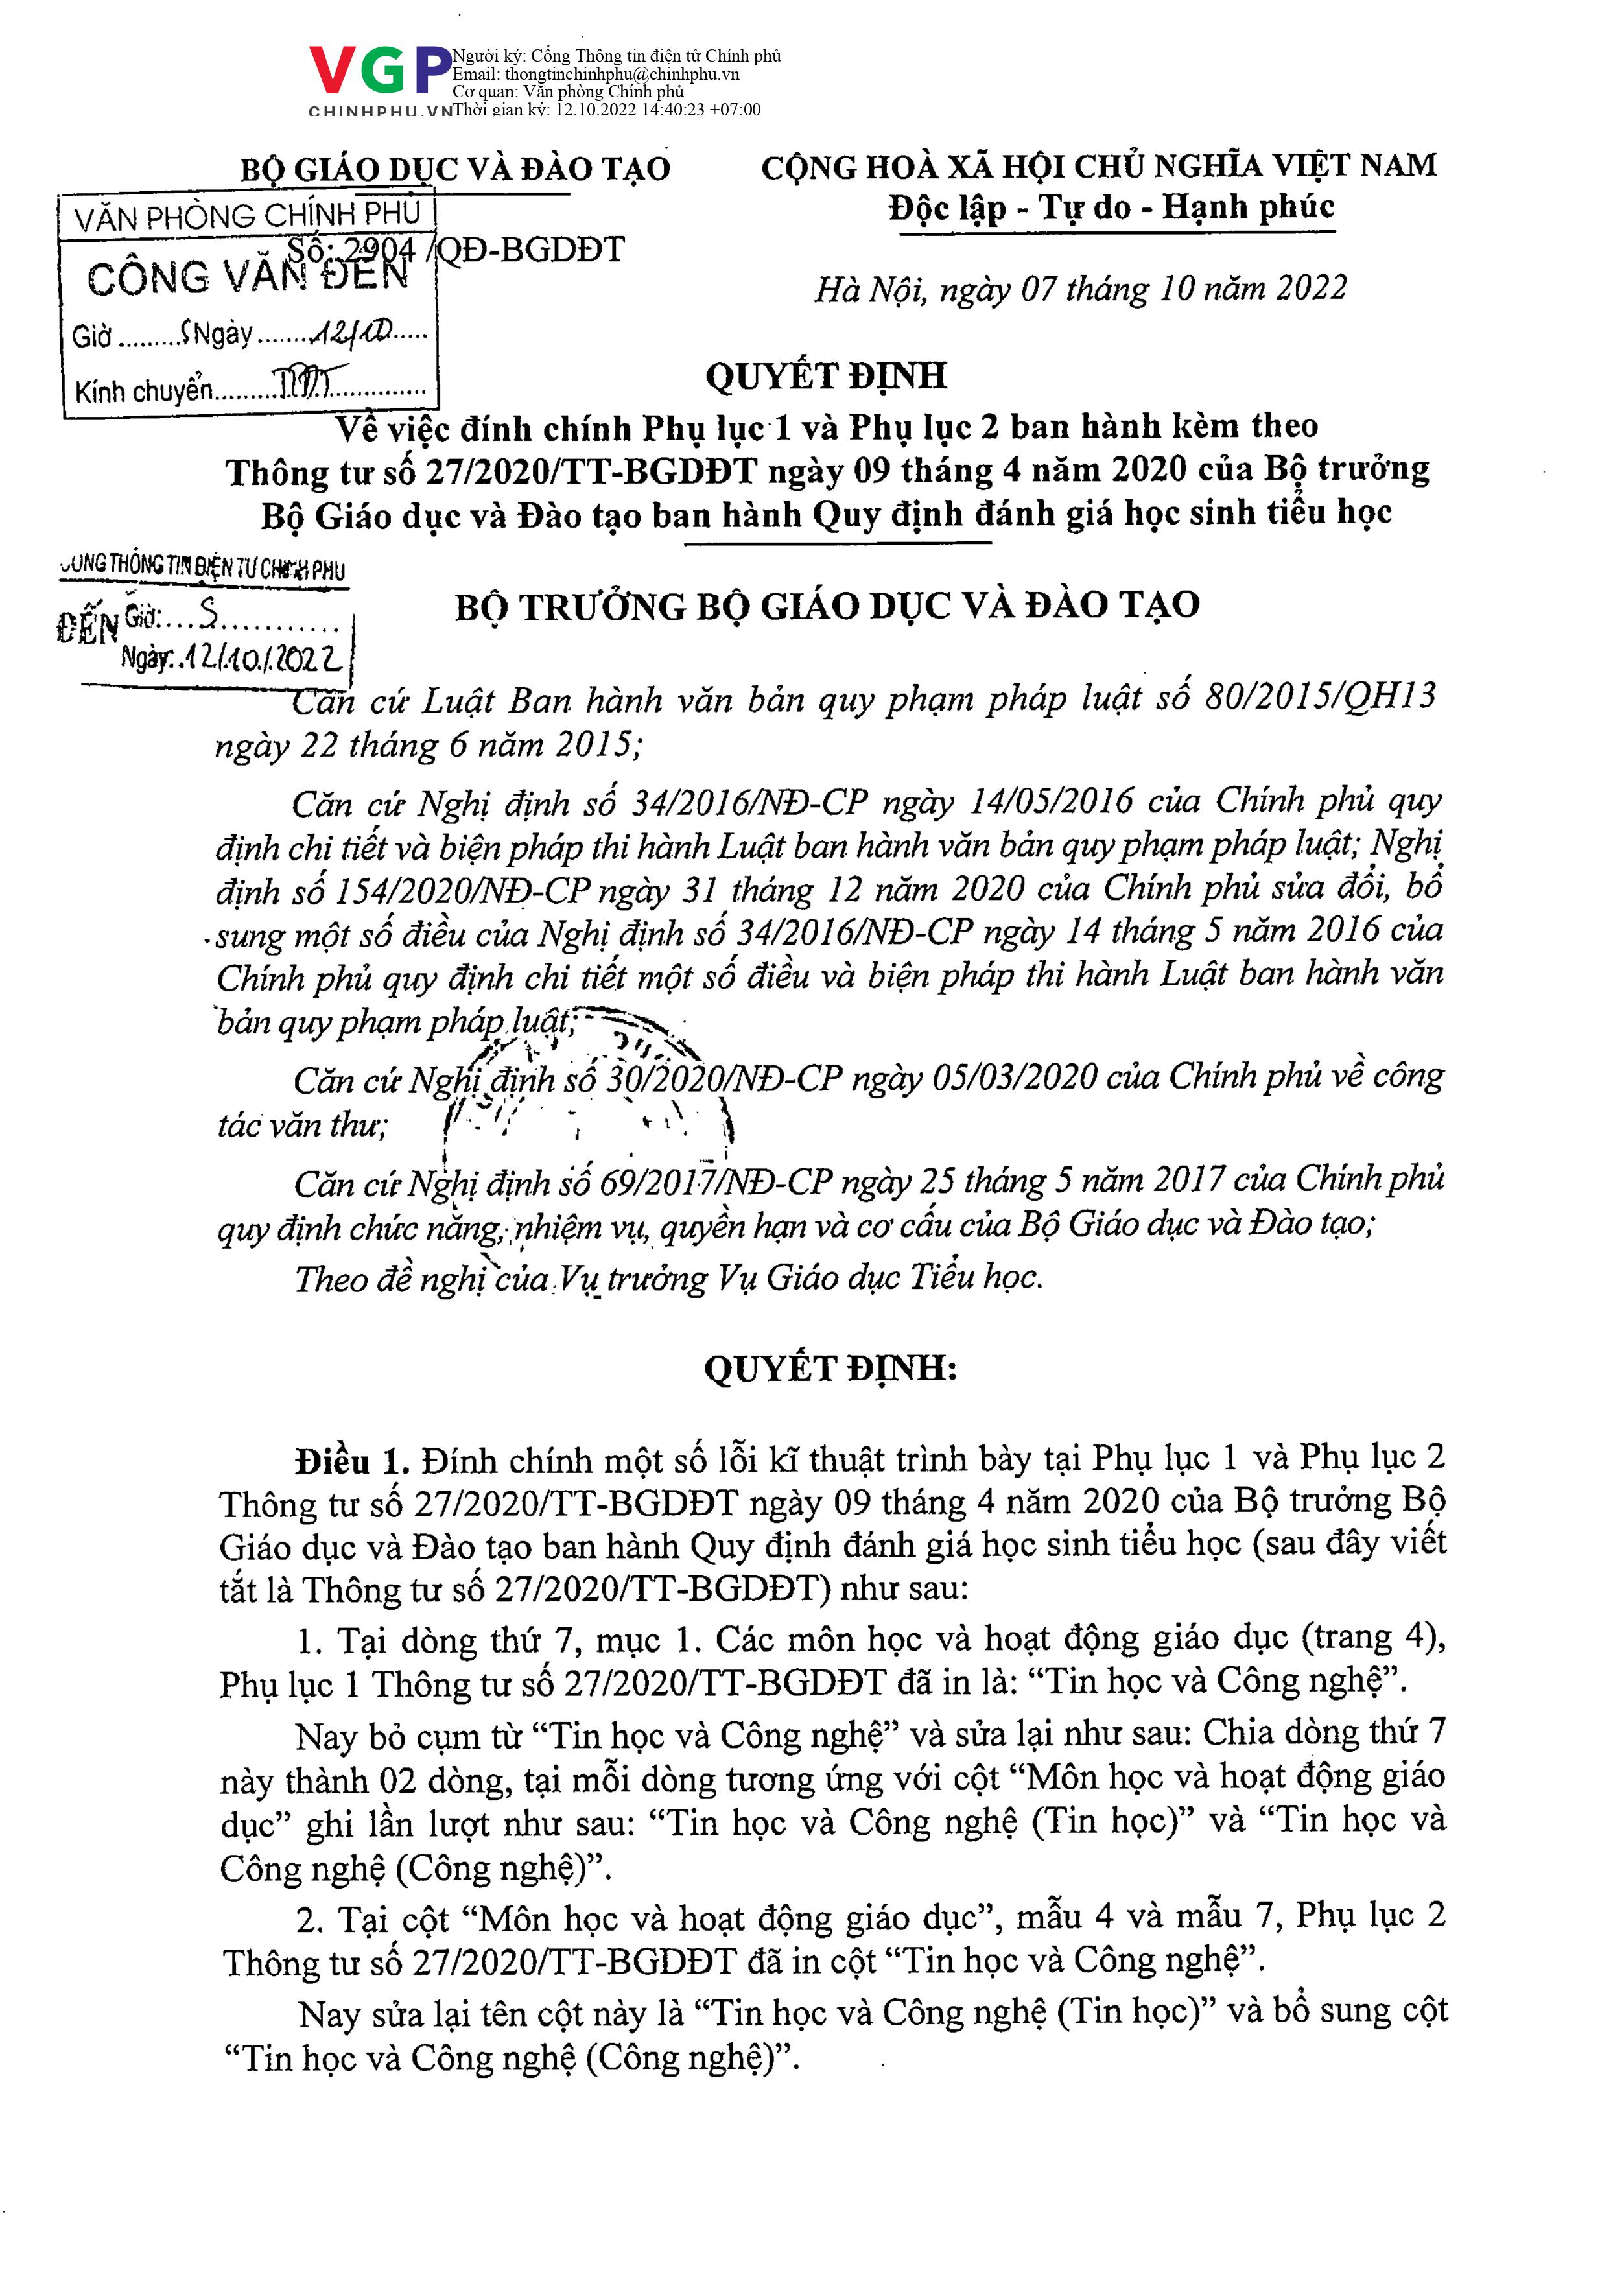 VGP
CHINHPHU.VN
Người ký: Cổng Thông tin điện tử Chính phủ
Email: thongtinchinhphu@chinhphu.vn
Cơ quan: Văn phòng Chính phủ
Thời gian ký: 12.10.2022 14:40:23 +07:00
BỘ GIÁO DỤC VÀ ĐÀO TẠO
CỘNG HOÀ XÃ HỘI CHỦ NGHĨA VIỆT NAM
Độc lập - Tự do - Hạnh phúc
VĂN PHÒNG CHÍNH PHỦ
Số: 2904 /QĐ-BGDĐT
CÔNG VĂN ĐẾN
Giờ.........S Ngày.......12/10.....
Kính chuyển
Hà Nội, ngày 07 tháng 10 năm 2022
QUYẾT ĐỊNH
Về việc đính chính Phụ lục 1 và Phụ lục 2 ban hành kèm theo
Thông tư số 27/2020/TT-BGDĐT ngày 09 tháng 4 năm 2020 của Bộ trưởng
Bộ Giáo dục và Đào tạo ban hành Quy định đánh giá học sinh tiểu học
CỔNG THÔNG TIN ĐIỆN TỬ CHÍNH PHỦ
ĐẾN Giờ:....S............
Ngày:.12/10/2022
BỘ TRƯỞNG BỘ GIÁO DỤC VÀ ĐÀO TẠO
Căn cứ Luật Ban hành văn bản quy phạm pháp luật số 80/2015/QH13
ngày 22 tháng 6 năm 2015;
Căn cứ Nghị định số 34/2016/NĐ-CP ngày 14/05/2016 của Chính phủ quy
định chi tiết và biện pháp thi hành Luật ban hành văn bản quy phạm pháp luật; Nghị
định số 154/2020/NĐ-CP ngày 31 tháng 12 năm 2020 của Chính phủ sửa đổi, bổ
sung một số điều của Nghị định số 34/2016/NĐ-CP ngày 14 tháng 5 năm 2016 của
Chính phủ quy định chi tiết một số điều và biện pháp thi hành Luật ban hành văn
bản quy phạm pháp luật;
Căn cứ Nghị định số 30/2020/NĐ-CP ngày 05/03/2020 của Chính phủ về công
tác văn thư;
Căn cứ Nghị định số 69/2017/NĐ-CP ngày 25 tháng 5 năm 2017 của Chính phủ
quy định chức năng, nhiệm vụ, quyền hạn và cơ cấu của Bộ Giáo dục và Đào tạo;
Theo đề nghị của Vụ trưởng Vụ Giáo dục Tiểu học.
QUYẾT ĐỊNH:
Điều 1. Đính chính một số lỗi kĩ thuật trình bày tại Phụ lục 1 và Phụ lục 2
Thông tư số 27/2020/TT-BGDĐT ngày 09 tháng 4 năm 2020 của Bộ trưởng Bộ
Giáo dục và Đào tạo ban hành Quy định đánh giá học sinh tiểu học (sau đây viết
tắt là Thông tư số 27/2020/TT-BGDĐT) như sau:
1. Tại dòng thứ 7, mục 1. Các môn học và hoạt động giáo dục (trang 4),
Phụ lục 1 Thông tư số 27/2020/TT-BGDĐT đã in là: “Tin học và Công nghệ”.
Nay bỏ cụm từ “Tin học và Công nghệ” và sửa lại như sau: Chia dòng thứ 7
này thành 02 dòng, tại mỗi dòng tương ứng với cột “Môn học và hoạt động giáo
dục” ghi lần lượt như sau: “Tin học và Công nghệ (Tin học)” và “Tin học và
Công nghệ (Công nghệ)”.
2. Tại cột “Môn học và hoạt động giáo dục”, mẫu 4 và mẫu 7, Phụ lục 2
Thông tư số 27/2020/TT-BGDĐT đã in cột “Tin học và Công nghệ”.
Nay sửa lại tên cột này là “Tin học và Công nghệ (Tin học)” và bổ sung cột
“Tin học và Công nghệ (Công nghệ)”.